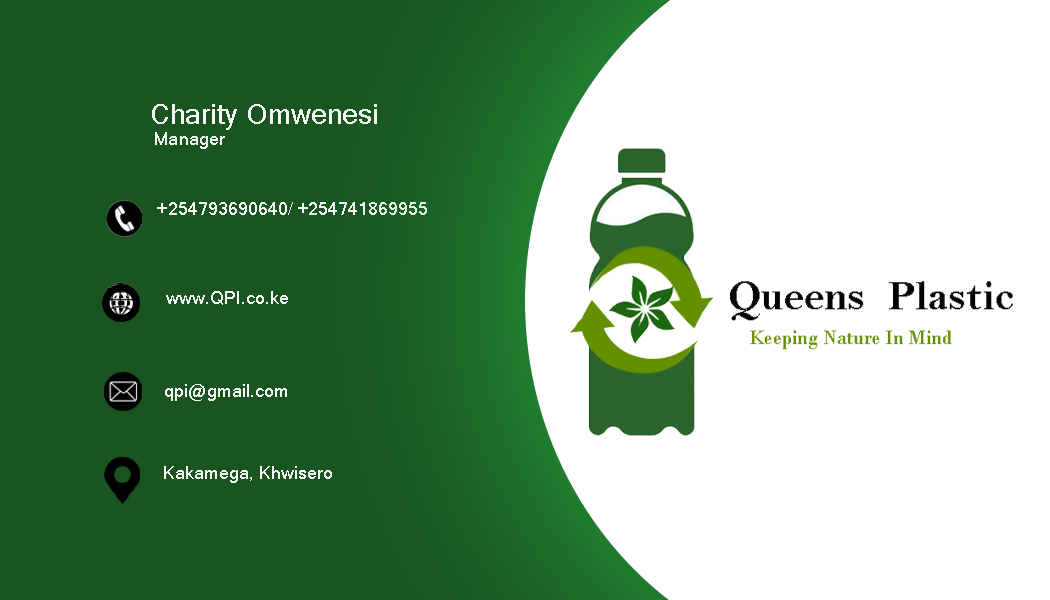 Charity Omwenesi
Manager
+254793690640/ +254741869955
www.QPI.co.ke
qpi@gmail.com
Kakamega, Khwisero
Queens Plastic
Keeping Nature In Mind